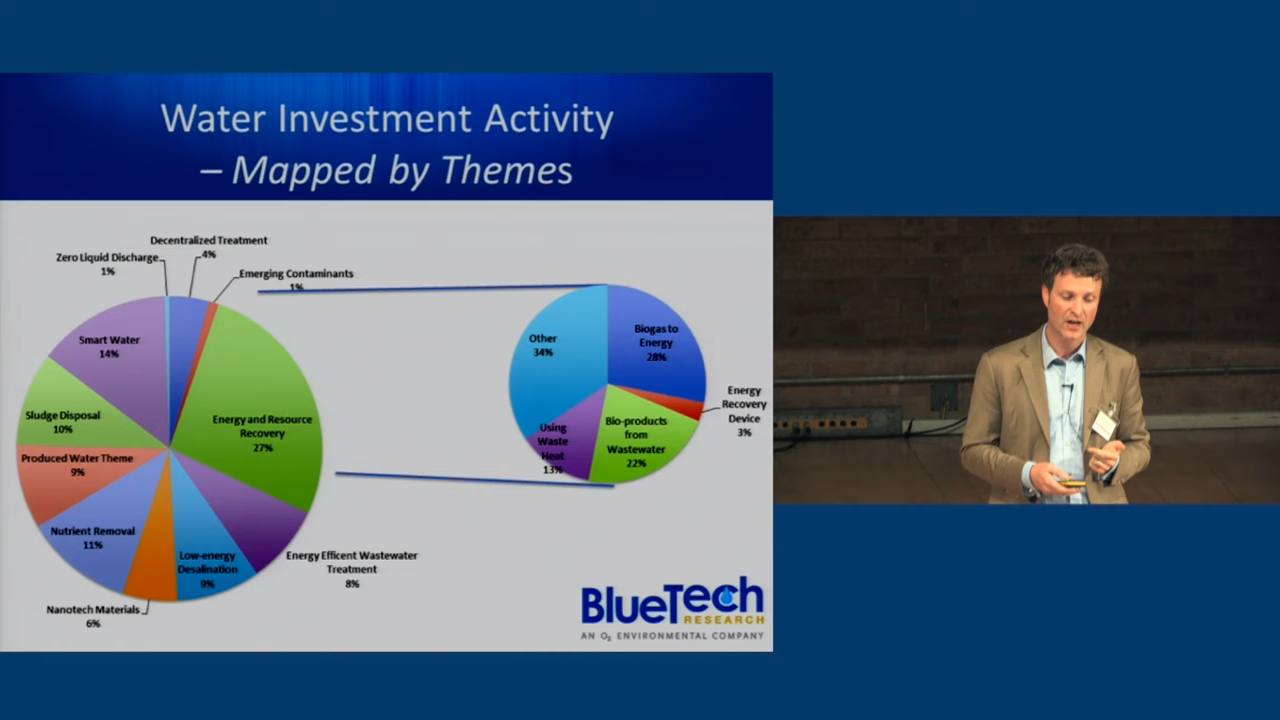 Water Investment Activity
– Mapped by Themes
Decentralized Treatment
4%
Zero Liquid Discharge
1%
Emerging Contaminants
1%
Smart Water
14%
Sludge Disposal
10%
Energy and Resource
Recovery
27%
Produced Water Theme
9%
Nutrient Removal
11%
Low-energy
Desalination
9%
Energy Efficent Wastewater
Treatment
8%
Nanotech Materials
6%
Other
34%
Biogas to
Energy
28%
Energy
Recovery
Device
3%
Using
Waste
Heat
13%
Bio-products
from
Wastewater
22%
BlueTech
RESEARCH
AN O₂ ENVIRONMENTAL COMPANY